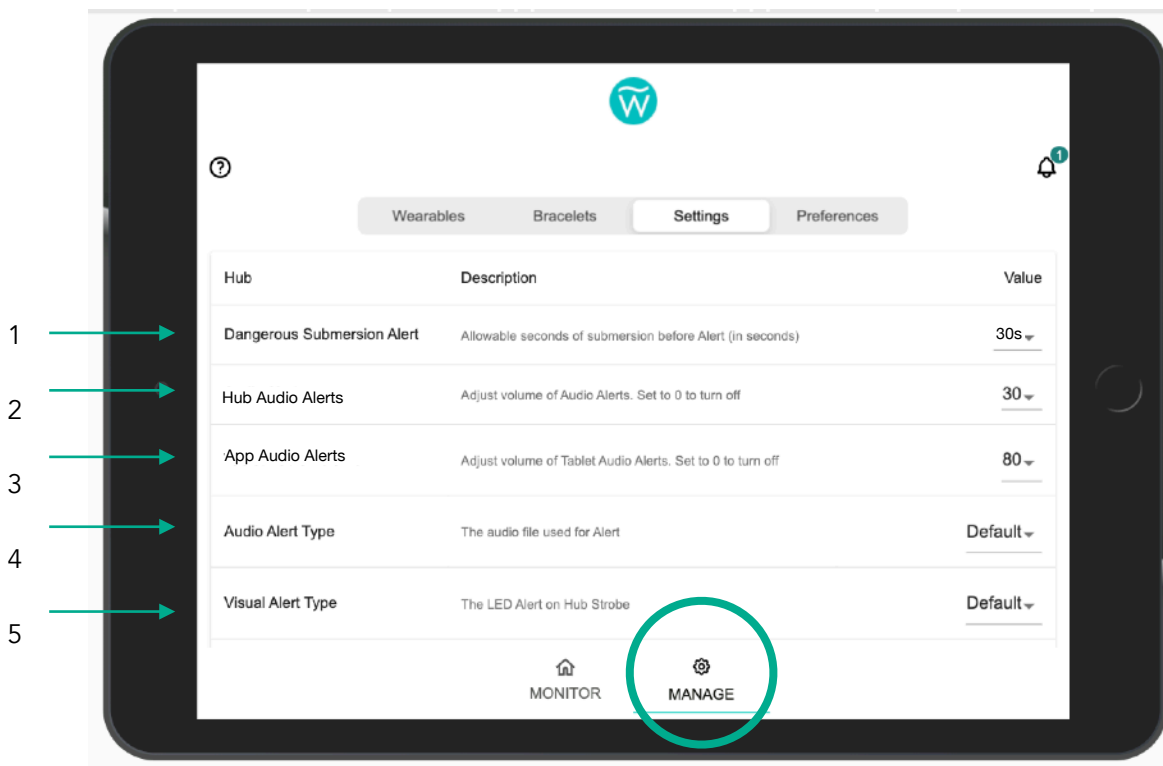 W
?
1
Wearables Bracelets Settings Preferences
Hub Description Value
1 Dangerous Submersion Alert Allowable seconds of submersion before Alert (in seconds) 30s
2 Hub Audio Alerts Adjust volume of Audio Alerts. Set to 0 to turn off 30
3 App Audio Alerts Adjust volume of Tablet Audio Alerts. Set to 0 to turn off 80
4 Audio Alert Type The audio file used for Alert Default
5 Visual Alert Type The LED Alert on Hub Strobe Default
MONITOR MANAGE